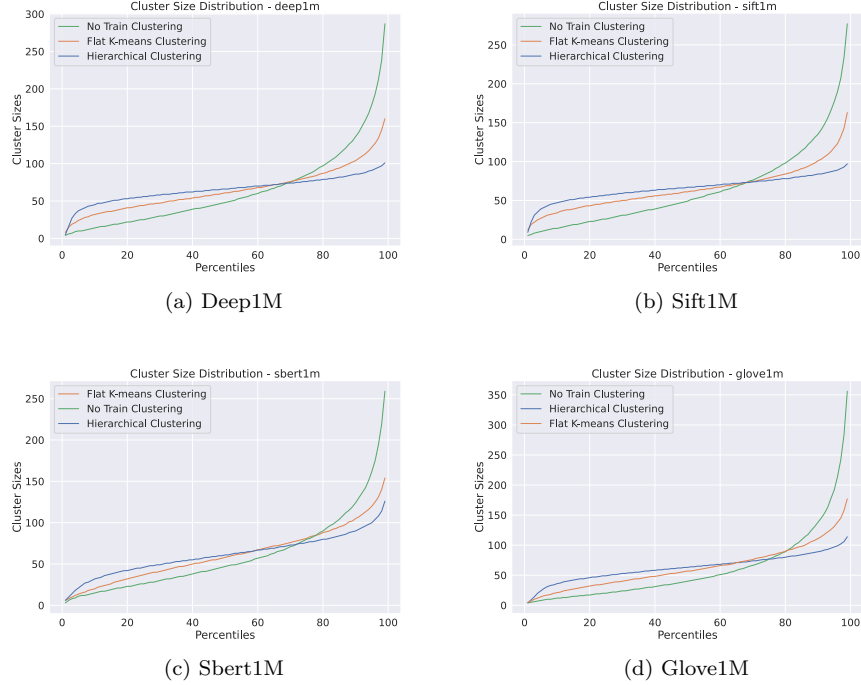 Cluster Size Distribution - deep1m
No Train Clustering
Flat K-means Clustering
Hierarchical Clustering
300
250
200
150
100
50
0
Cluster Sizes
0 20 40 60 80 100
Percentiles
(a) Deep1M
Cluster Size Distribution - sift1m
No Train Clustering
Flat K-means Clustering
Hierarchical Clustering
250
200
150
100
50
0
Cluster Sizes
0 20 40 60 80 100
Percentiles
(b) Sift1M
Cluster Size Distribution - sbert1m
Flat K-means Clustering
No Train Clustering
Hierarchical Clustering
250
200
150
100
50
0
Cluster Sizes
0 20 40 60 80 100
Percentiles
(c) Sbert1M
Cluster Size Distribution - glove1m
No Train Clustering
Hierarchical Clustering
Flat K-means Clustering
350
300
250
200
150
100
50
0
Cluster Sizes
0 20 40 60 80 100
Percentiles
(d) Glove1M